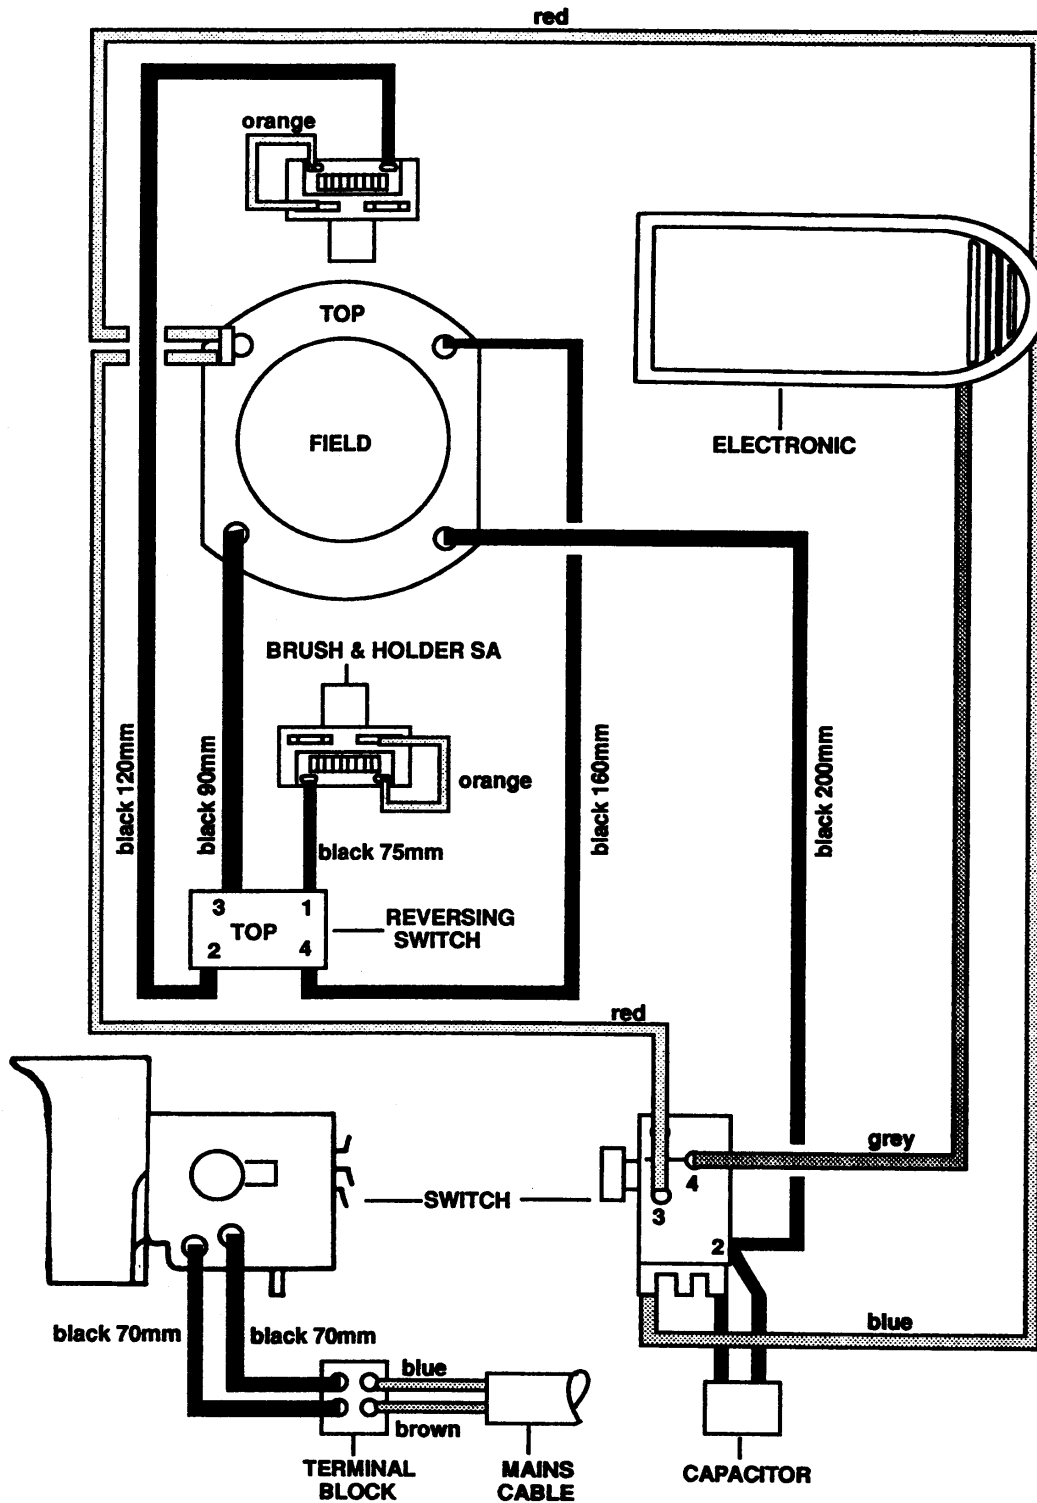 red
orange
TOP
FIELD
ELECTRONIC
BRUSH & HOLDER SA
black 120mm
black 90mm
orange
black 160mm
black 200mm
black 75mm
3 1
TOP
2 4
REVERSING
SWITCH
red
grey
4
SWITCH
3
2
blue
black 70mm
black 70mm
blue
brown
TERMINAL
BLOCK
MAINS
CABLE
CAPACITOR